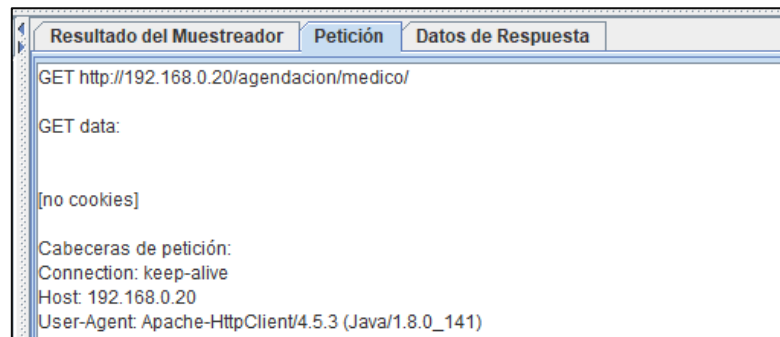 Resultado del Muestreador Petición Datos de Respuesta
GET http://192.168.0.20/agendacion/medico/
GET data:
[no cookies]
Cabeceras de petición:
Connection: keep-alive
Host: 192.168.0.20
User-Agent: Apache-HttpClient/4.5.3 (Java/1.8.0_141)